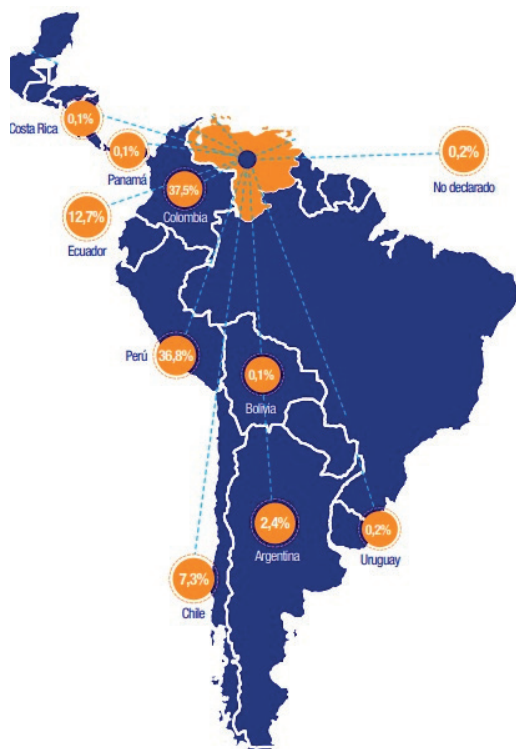 0,1%
Costa Rica
0,1%
Panamá
0,2%
No declarado
37,5%
Colombia
12,7%
Ecuador
Perú
36,8%
0,1%
Bolivia
2,4%
Argentina
0,2%
Uruguay
7,3%
Chile